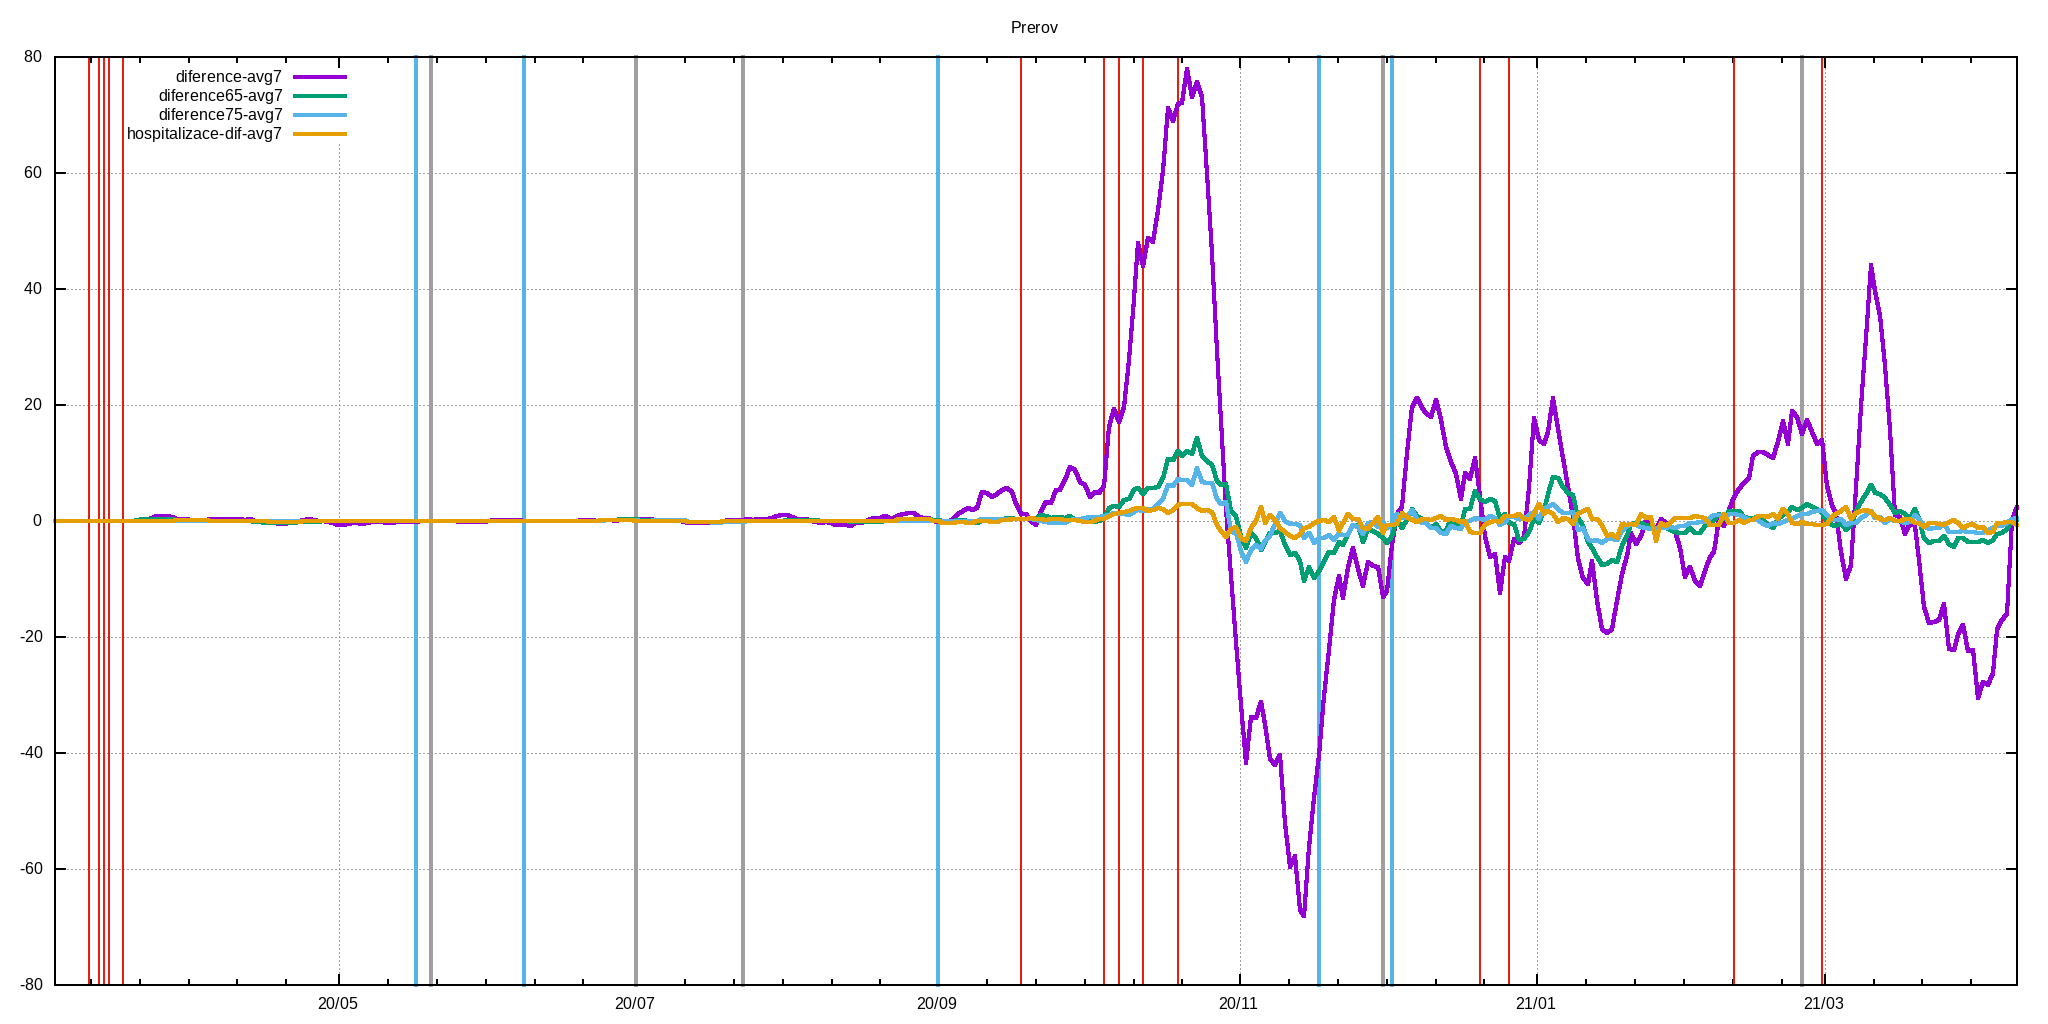 Prerov
diference-avg7
diference65-avg7
diference75-avg7
hospitalizace-dif-avg7
80
60
40
20
0
-20
-40
-60
-80
20/05 20/07 20/09 20/11 21/01 21/03